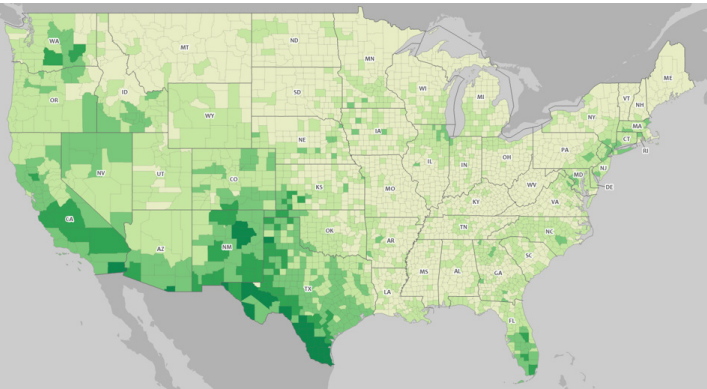 WA
MT
ND
MN
ME
OR
ID
SD
WI
MI
VT
NH
NY
MA
CT
RI
WY
IA
NE
PA
NJ
NV
UT
CO
IL
IN
OH
MD
DE
WV
VA
CA
KS
MO
KY
AZ
NM
OK
AR
TN
NC
SC
TX
LA
MS
AL
GA
FL